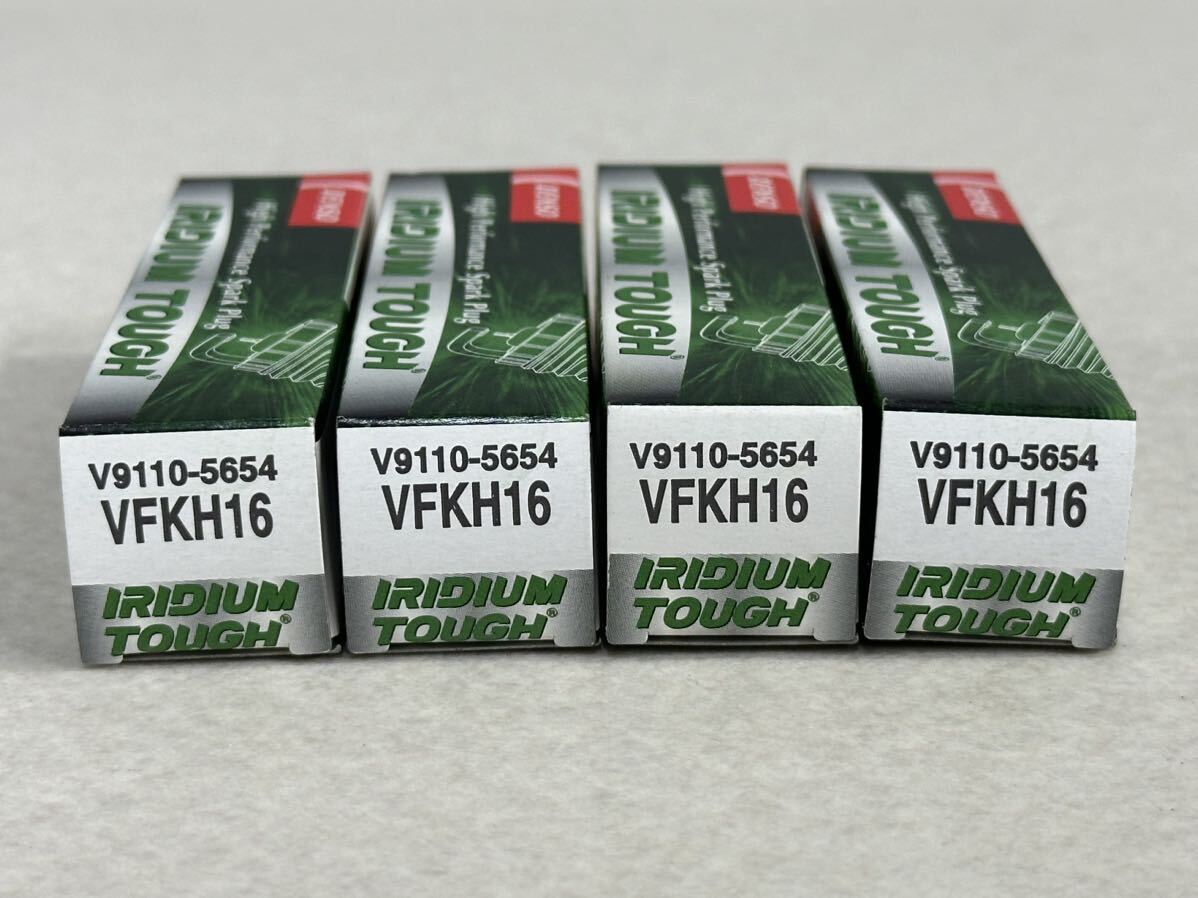 DENSO
IRIDIUM TOUGH
High Performance Spark Plug
V9110-5654
VFKH16
IRIDIUM
TOUGH®
DENSO
IRIDIUM TOUGH®
High Performance Spark Plug
V9110-5654
VFKH16
IRIDIUM
TOUGH®
DENSO
IRIDIUM TOUGH®
High Performance Spark Plug
V9110-5654
VFKH16
IRIDIUM
TOUGH®
DENSO
IRIDIUM TOUGH®
High Performance Spark Plug
V9110-5654
VFKH16
IRIDIUM
TOUGH®